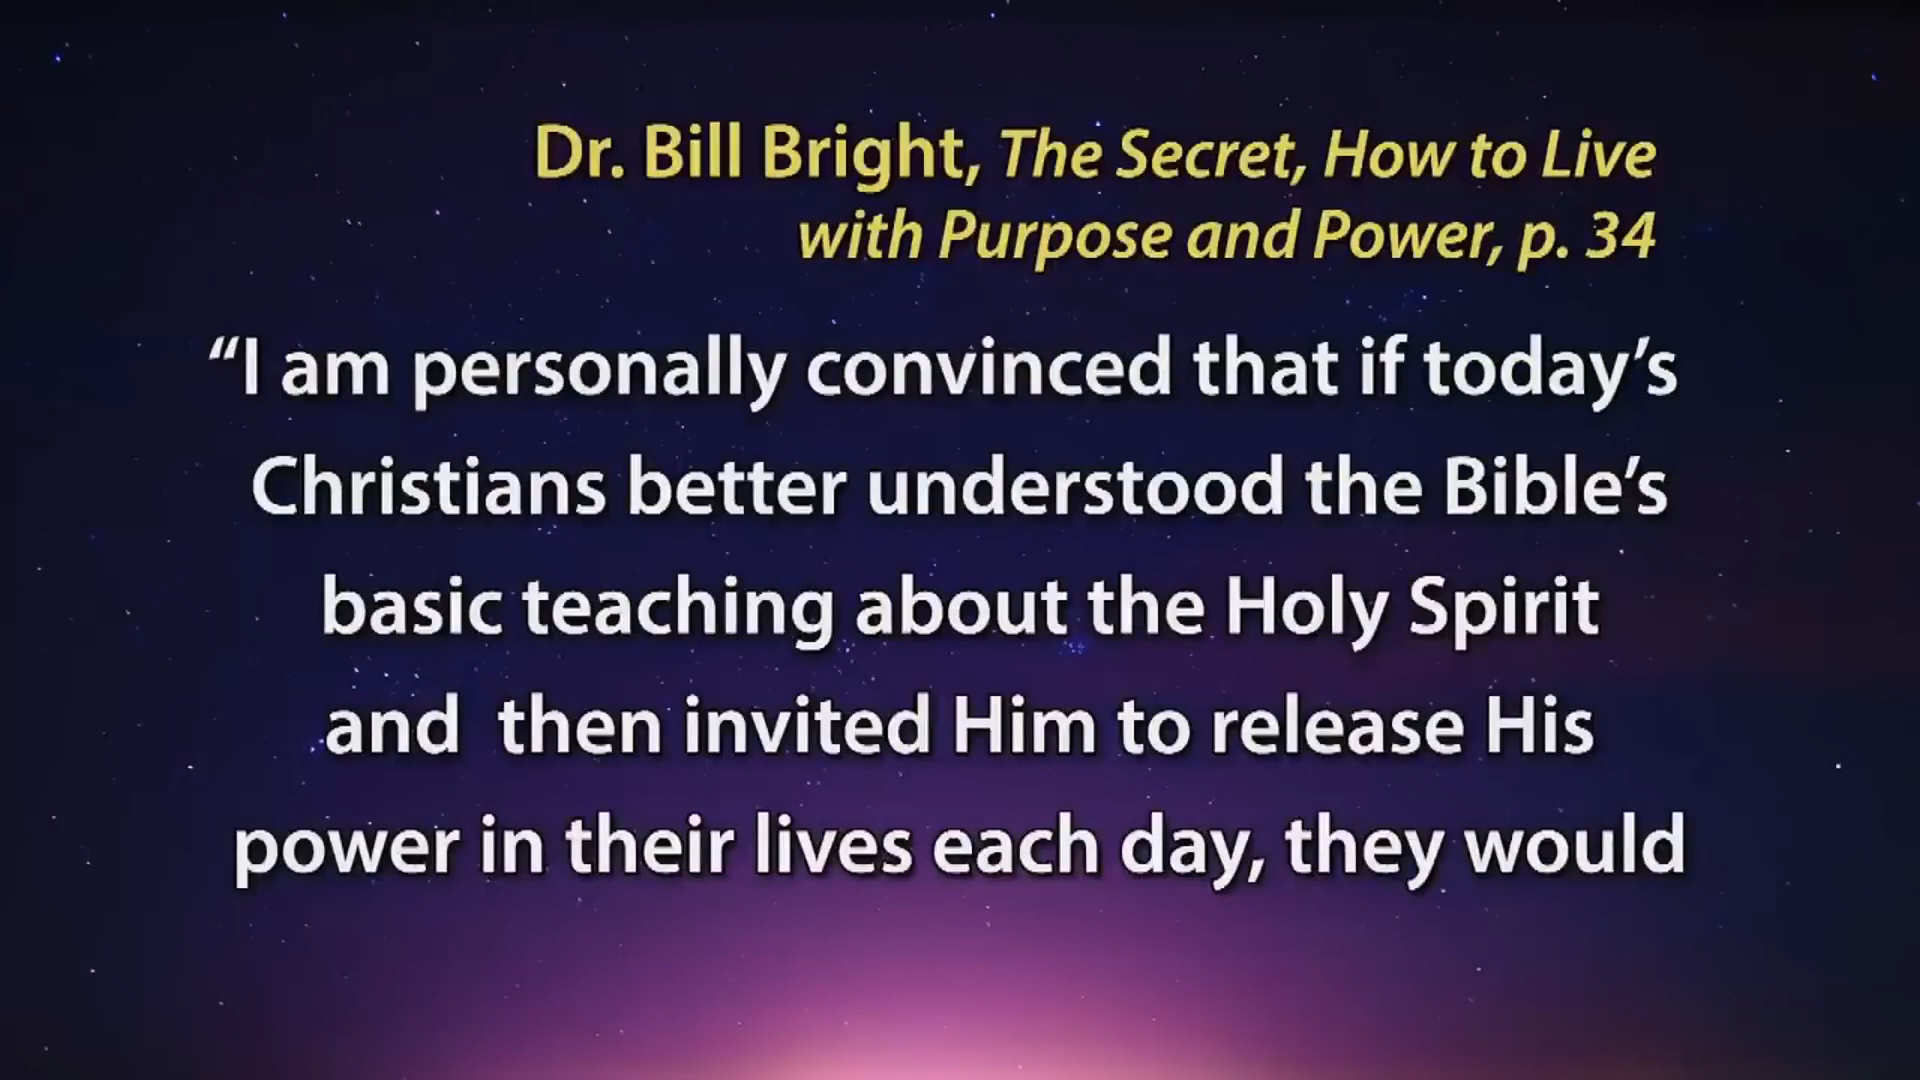 Dr. Bill Bright, The Secret, How to Live
with Purpose and Power, p. 34
“I am personally convinced that if today’s
Christians better understood the Bible’s
basic teaching about the Holy Spirit
and  then invited Him to release His
power in their lives each day, they would